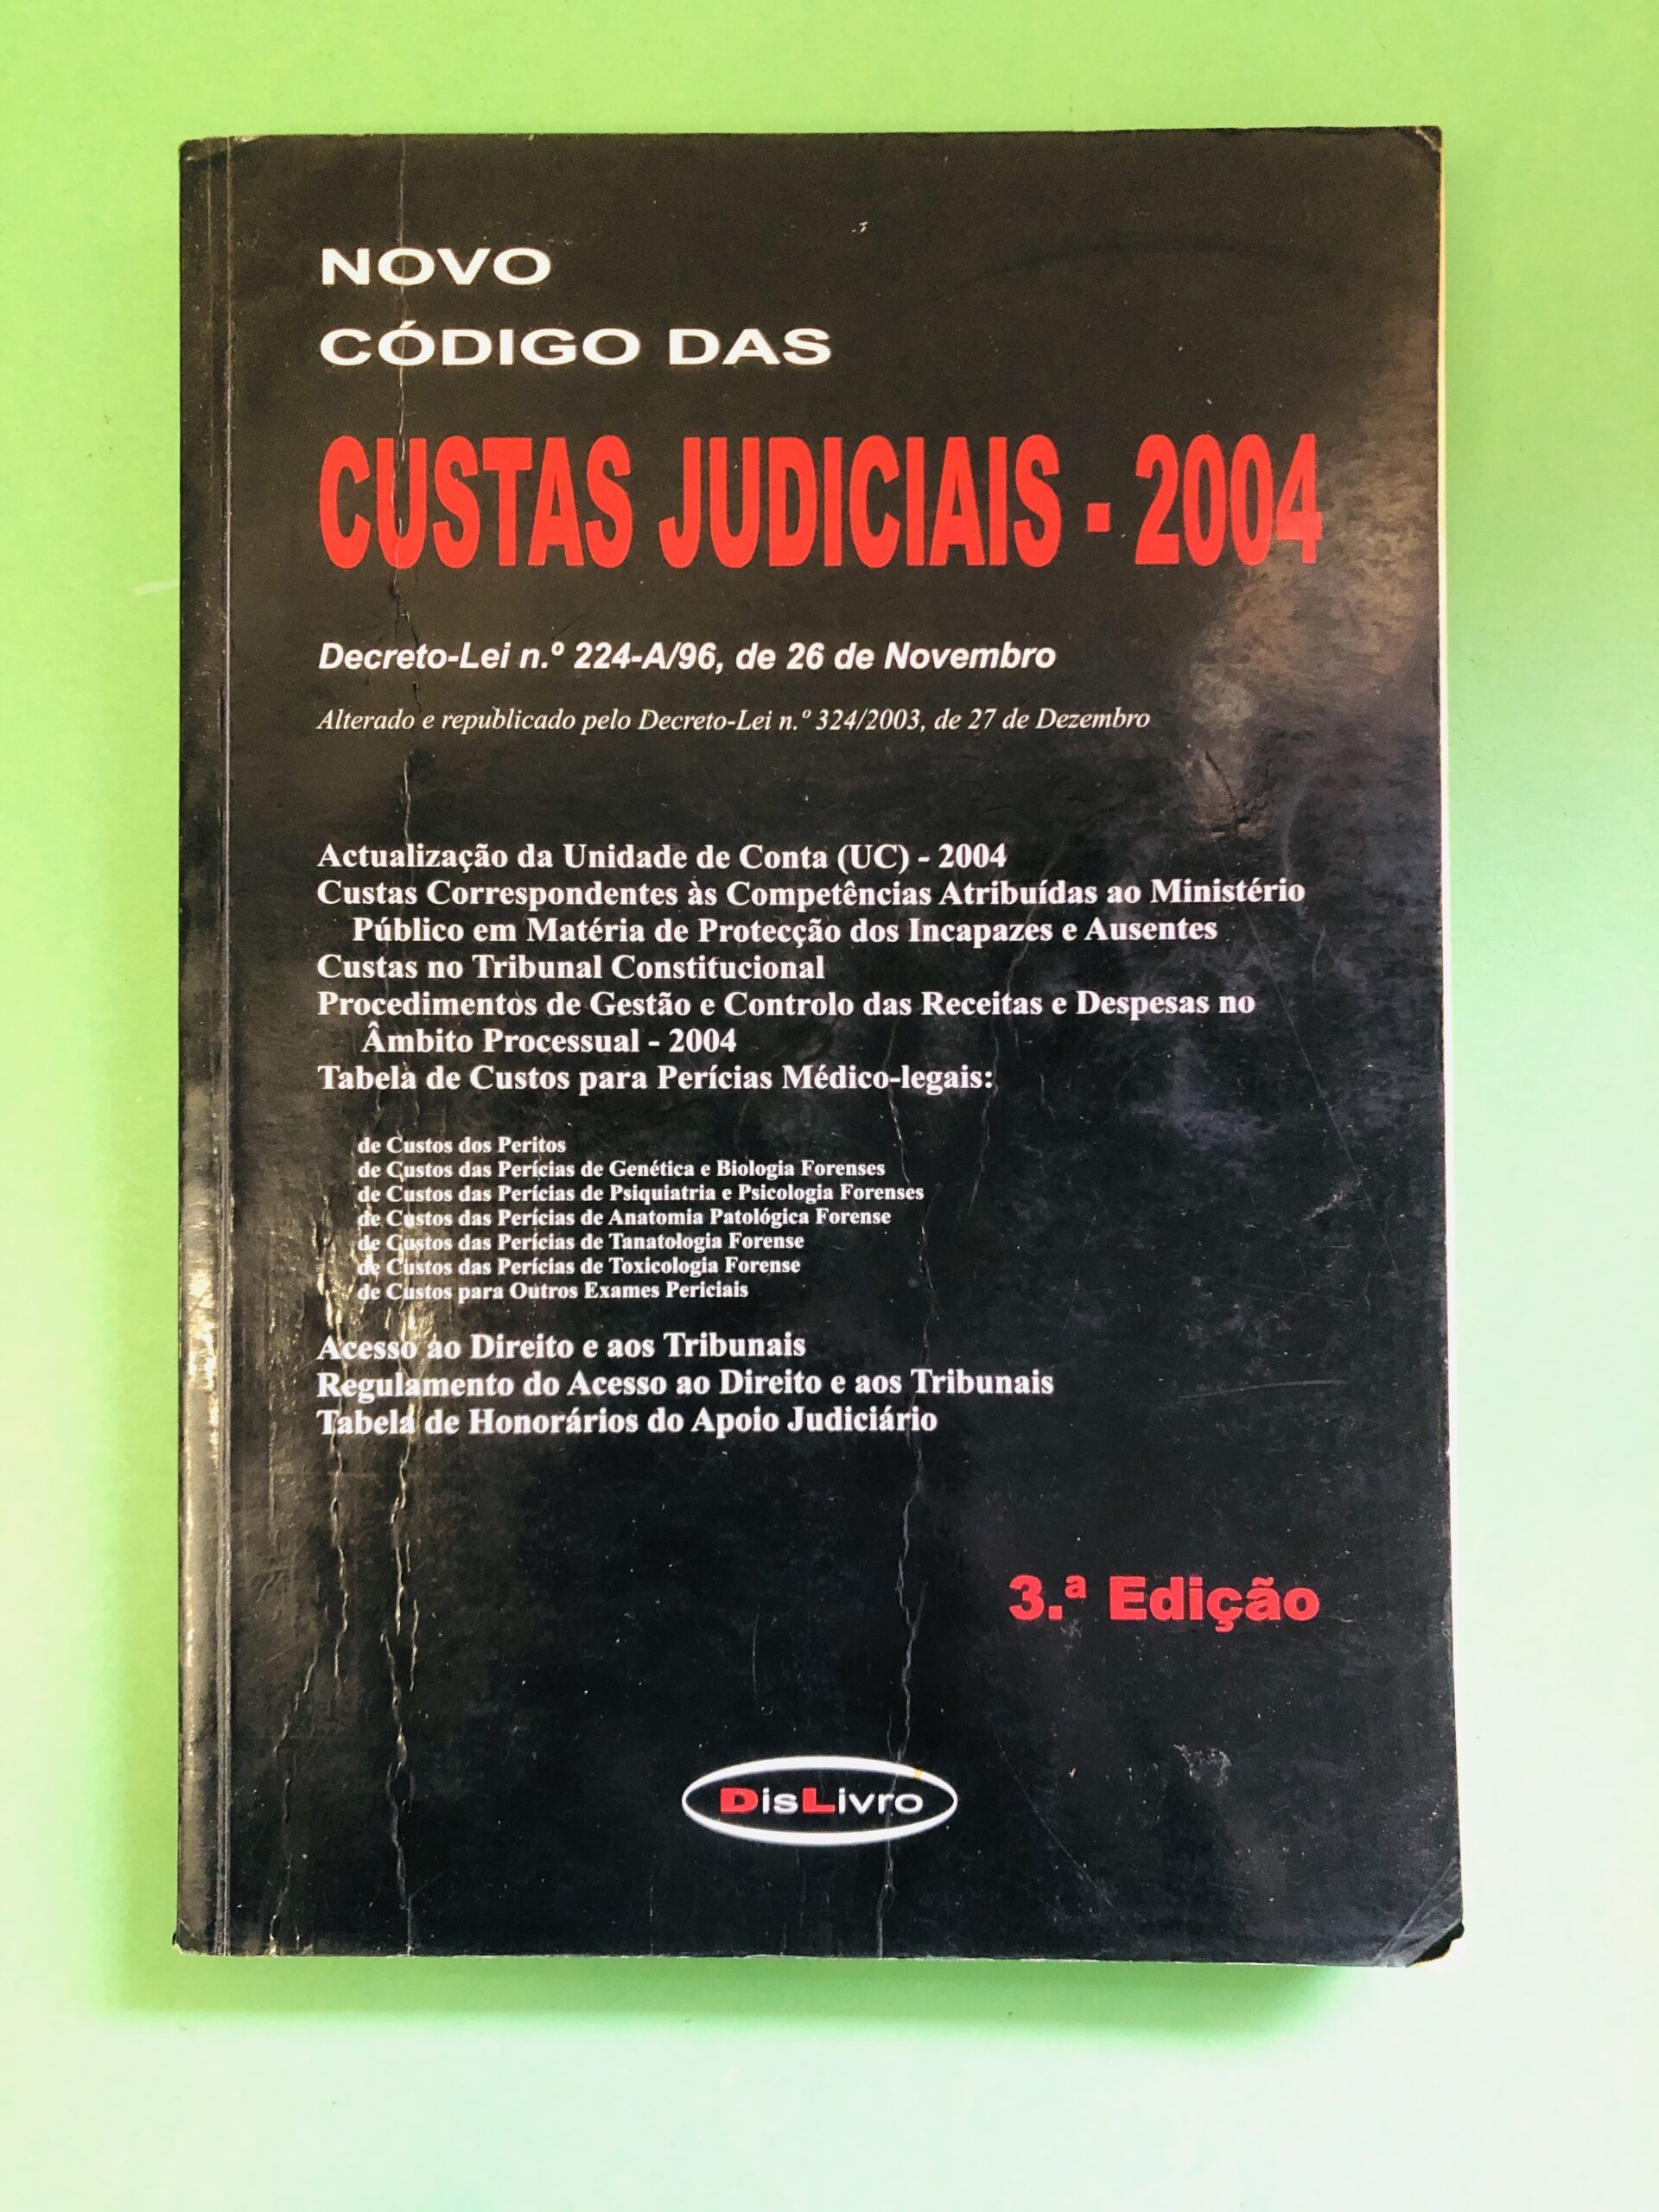 NOVO
CÓDIGO DAS
CUSTAS JUDICIAIS - 2004
Decreto-Lei n.º 224-A/96, de 26 de Novembro
Alterado e republicado pelo Decreto-Lei n.º 324/2003, de 27 de Dezembro
Actualização da Unidade de Conta (UC) - 2004
Custas Correspondentes às Competências Atribuídas ao Ministério
Público em Matéria de Protecção dos Incapazes e Ausentes
Custas no Tribunal Constitucional
Procedimentos de Gestão e Controlo das Receitas e Despesas no
Âmbito Processual - 2004
Tabela de Custos para Perícias Médico-legais:
de Custos dos Peritos
de Custos das Perícias de Genética e Biologia Forenses
de Custos das Perícias de Psiquiatria e Psicologia Forenses
de Custos das Perícias de Anatomia Patológica Forense
de Custos das Perícias de Tanatologia Forense
de Custos das Perícias de Toxicologia Forense
de Custos para Outros Exames Periciais
Acesso ao Direito e aos Tribunais
Regulamento do Acesso ao Direito e aos Tribunais
Tabela de Honorários do Apoio Judiciário
3.ª Edição
DisLivro